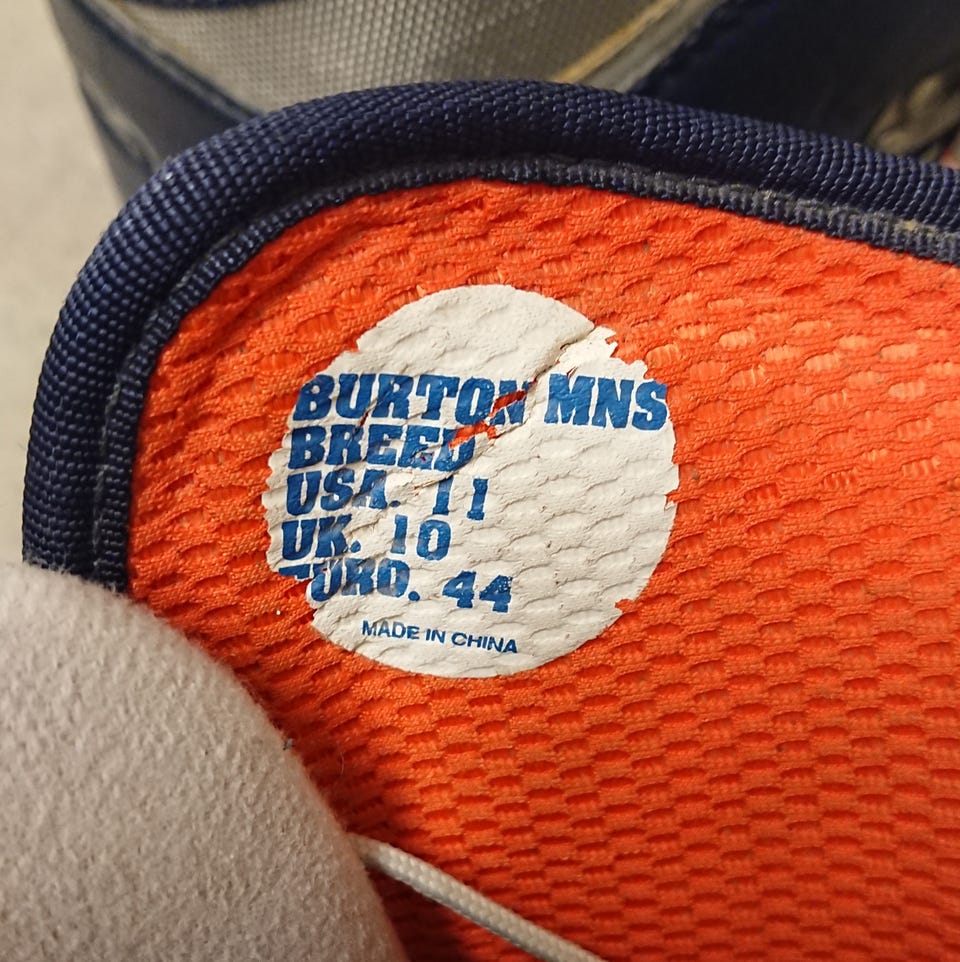 BURTON MNS
BREED
USA. 11
UK. 10
EURO. 44
MADE IN CHINA